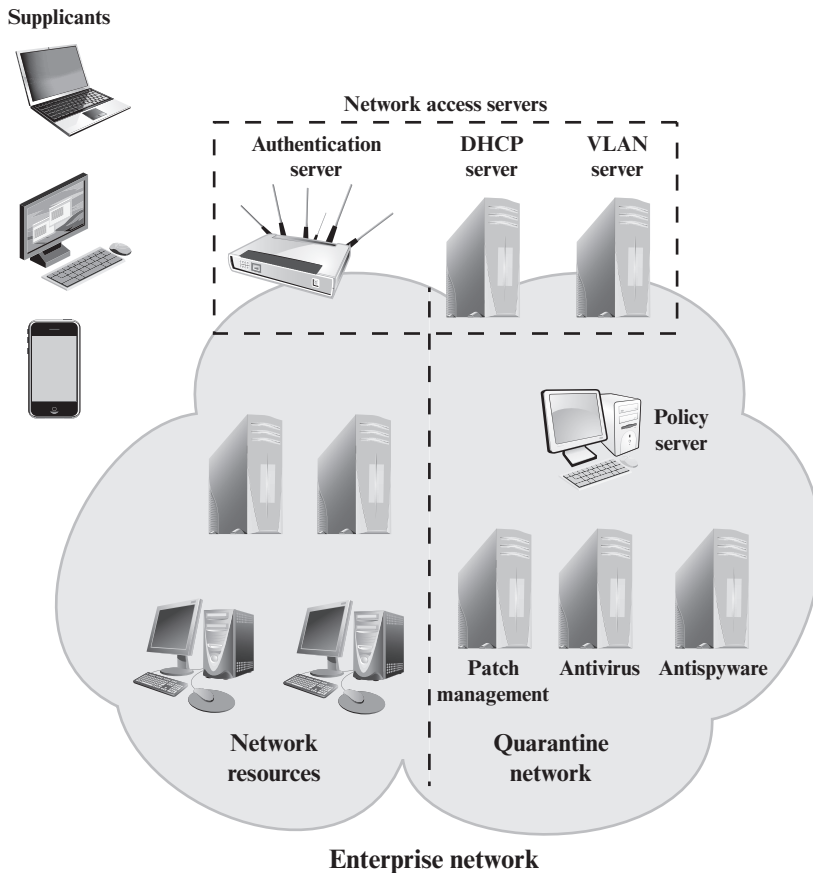 Supplicants
Network access servers
Authentication
server
DHCP
server
VLAN
server
Policy
server
Patch
management
Antivirus
Antispyware
Network
resources
Quarantine
network
Enterprise network